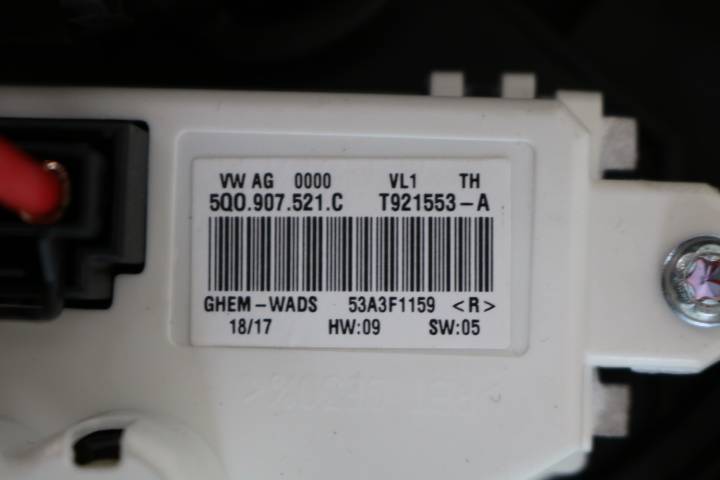 VW AG 0000 VL1 TH
5Q0.907.521.C T921553-A
GHEM-WADS 53A3F1159 <R>
18/17 HW:09 SW:05